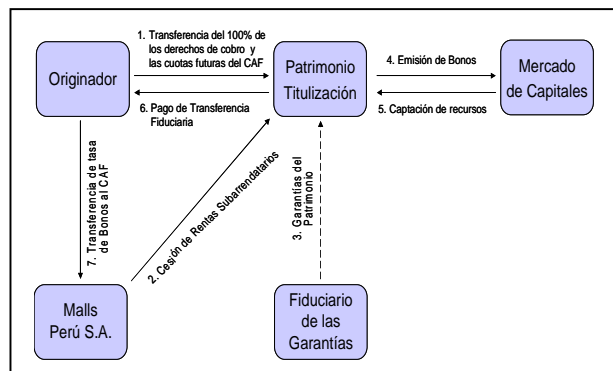 1. Transferencia del 100% de
los derechos de cobro y
las cuotas futuras del CAF
Originador
Patrimonio
Titulización
4. Emisión de Bonos
Mercado
de Capitales
6. Pago de Transferencia
Fiduciaria
5. Captación de recursos
7. Transferencia de tasa
de Bonos al CAF
2. Cesión de Rentas Subarrendatarios
3. Garantías del
Patrimonio
Malls
Perú S.A.
Fiduciario
de las
Garantías